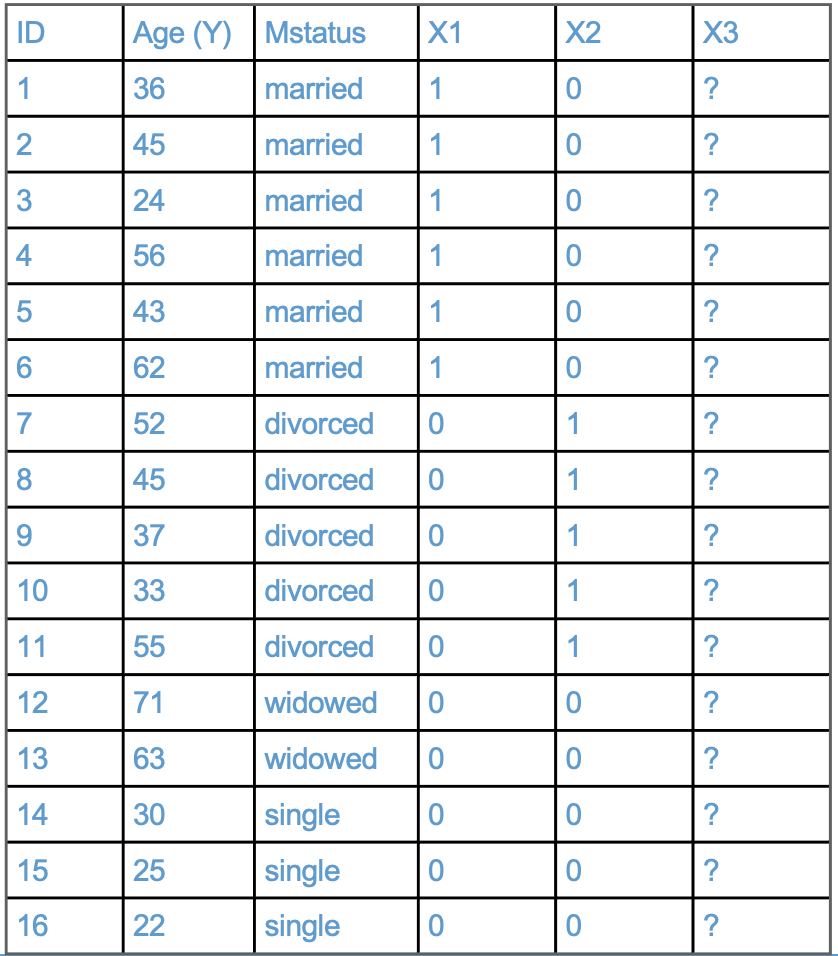 ID Age (Y) Mstatus X1 X2 X3
1 36 married 1 0 ?
2 45 married 1 0 ?
3 24 married 1 0 ?
4 56 married 1 0 ?
5 43 married 1 0 ?
6 62 married 1 0 ?
7 52 divorced 0 1 ?
8 45 divorced 0 1 ?
9 37 divorced 0 1 ?
10 33 divorced 0 1 ?
11 55 divorced 0 1 ?
12 71 widowed 0 0 ?
13 63 widowed 0 0 ?
14 30 single 0 0 ?
15 25 single 0 0 ?
16 22 single 0 0 ?